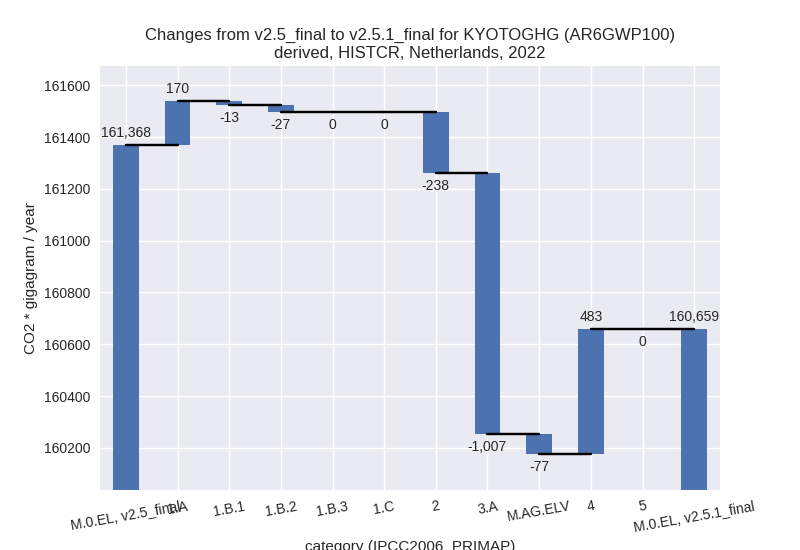 Changes from v2.5_final to v2.5.1_final for KYOTOGHG (AR6GWP100)
derived, HISTCR, Netherlands, 2022
CO2 * gigagram / year
161600
161400
161200
161000
160800
160600
160400
160200
161,368
170
-13
-27
0
0
-238
-1,007
-77
483
0
160,659
M.0.EL, v2.5_final
1.A
1.B.1
1.B.2
1.B.3
1.C
2
3.A
M.AG.ELV
4
5
M.0.EL, v2.5.1_final
category (IPCC2006_PRIMAP)